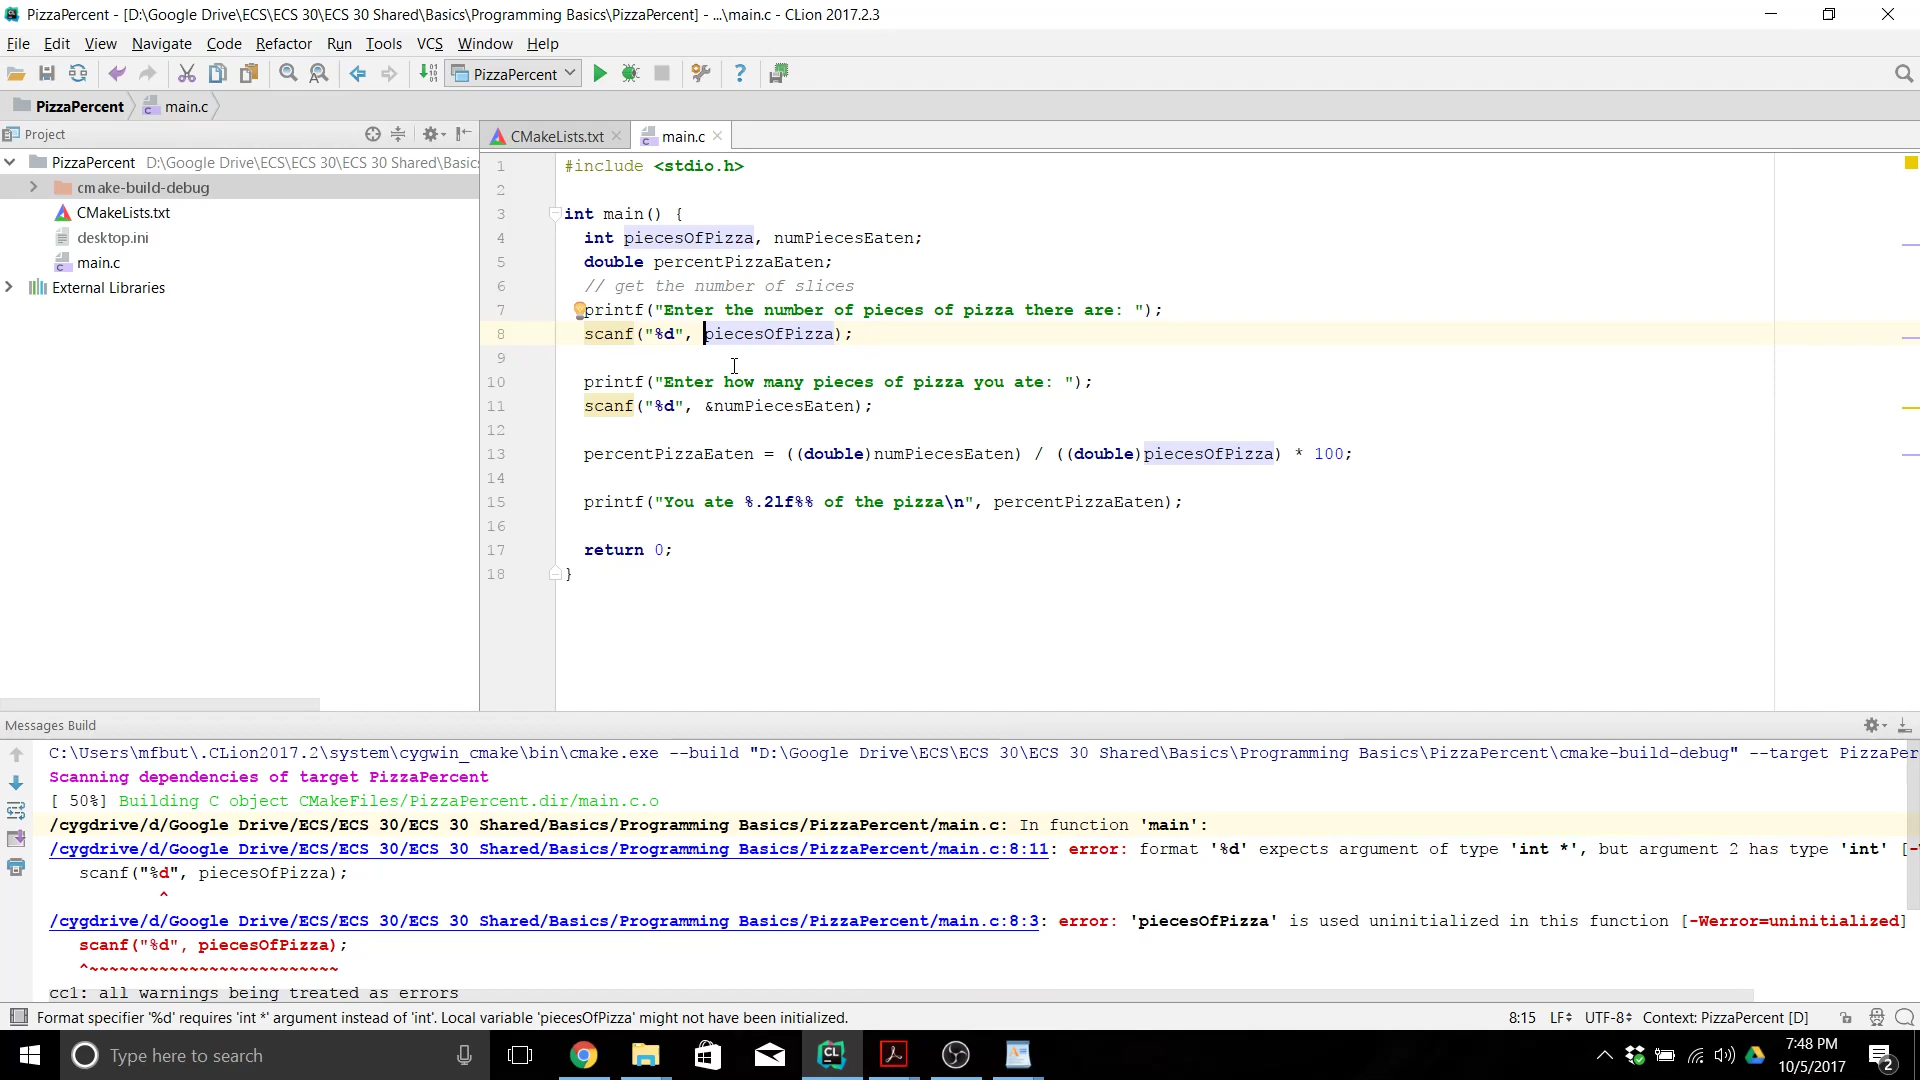 PizzaPercent - [D:\Google Drive\ECS\ECS 30\ECS 30 Shared\Basics\Programming Basics\PizzaPercent] - ...\main.c - CLion 2017.2.3
File Edit View Navigate Code Refactor Run Tools VCS Window Help
PizzaPercent
PizzaPercent main.c
Project
CMakeLists.txt main.c
PizzaPercent D:\Google Drive\ECS\ECS 30\ECS 30 Shared\Basics
cmake-build-debug
CMakeLists.txt
desktop.ini
main.c
External Libraries
1 #include <stdio.h>
2
3 int main() {
4 int piecesOfPizza, numPiecesEaten;
5 double percentPizzaEaten;
6 // get the number of slices
7 printf("Enter the number of pieces of pizza there are: ");
8 scanf("%d", piecesOfPizza);
9
10 printf("Enter how many pieces of pizza you ate: ");
11 scanf("%d", &numPiecesEaten);
12
13 percentPizzaEaten = ((double)numPiecesEaten) / ((double)piecesOfPizza) * 100;
14
15 printf("You ate %.2lf%% of the pizza\n", percentPizzaEaten);
16
17 return 0;
18 }
Messages Build
C:\Users\mfbut\.CLion2017.2\system\cygwin_cmake\bin\cmake.exe --build "D:\Google Drive\ECS\ECS 30\ECS 30 Shared\Basics\Programming Basics\PizzaPercent\cmake-build-debug" --target PizzaPer
Scanning dependencies of target PizzaPercent
[ 50%] Building C object CMakeFiles/PizzaPercent.dir/main.c.o
/cygdrive/d/Google Drive/ECS/ECS 30/ECS 30 Shared/Basics/Programming Basics/PizzaPercent/main.c: In function 'main':
/cygdrive/d/Google Drive/ECS/ECS 30/ECS 30 Shared/Basics/Programming Basics/PizzaPercent/main.c:8:11: error: format '%d' expects argument of type 'int *', but argument 2 has type 'int' [-
scanf("%d", piecesOfPizza);
^
/cygdrive/d/Google Drive/ECS/ECS 30/ECS 30 Shared/Basics/Programming Basics/PizzaPercent/main.c:8:3: error: 'piecesOfPizza' is used uninitialized in this function [-Werror=uninitialized]
scanf("%d", piecesOfPizza);
^~~~~~~~~~~~~~~~~~~~~~~~~~
cc1: all warnings being treated as errors
Format specifier '%d' requires 'int *' argument instead of 'int'. Local variable 'piecesOfPizza' might not have been initialized. 8:15 LF UTF-8 Context: PizzaPercent [D]
Type here to search
7:48 PM
10/5/2017
2